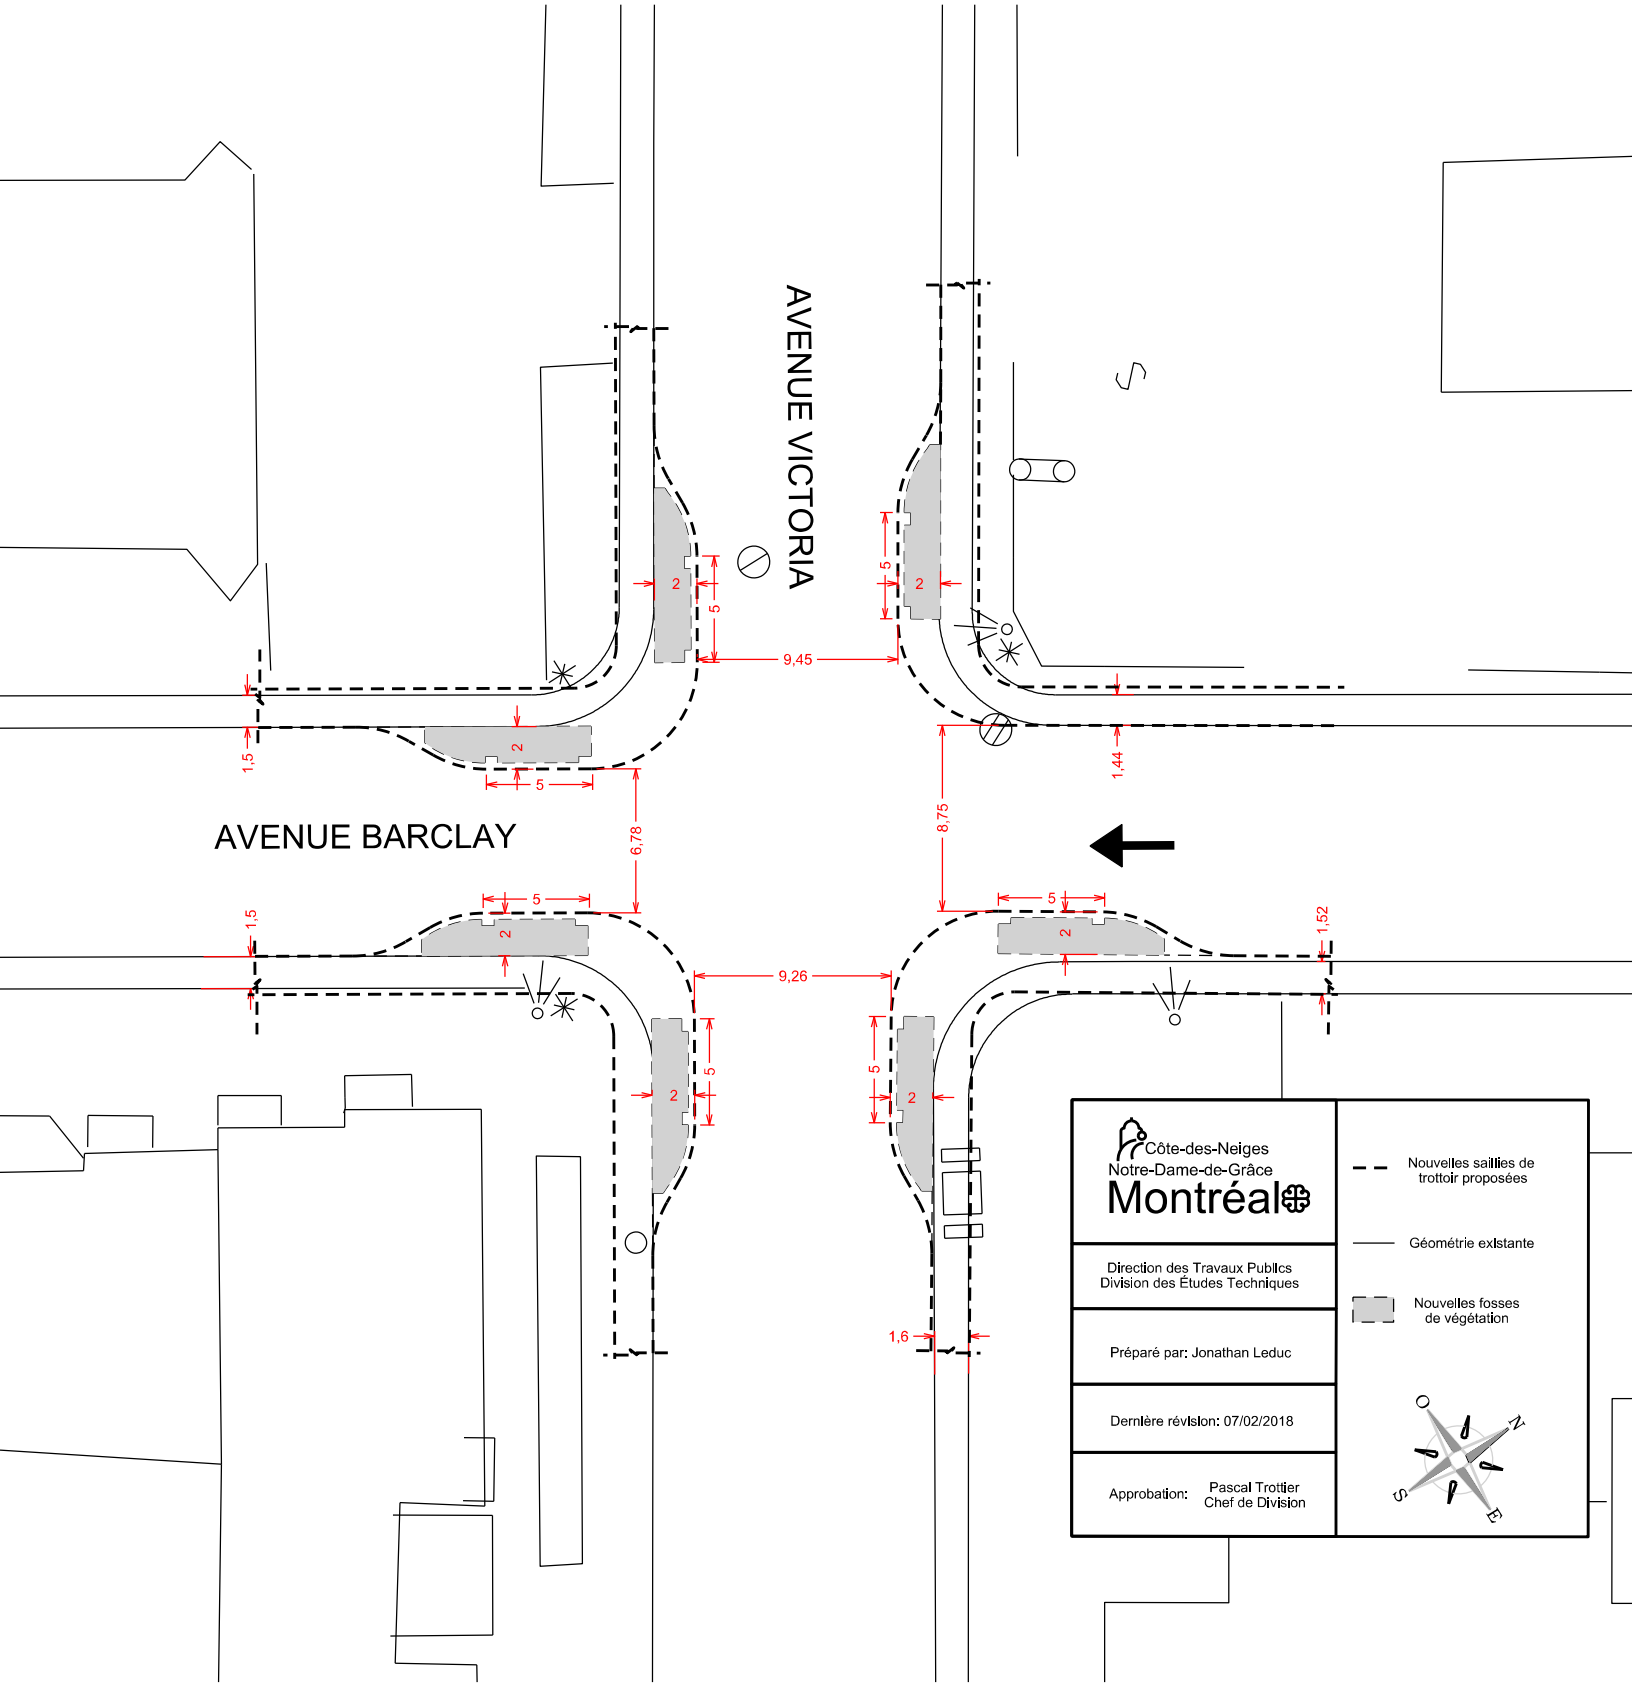 AVENUE VICTORIA
2
5
5
2
9,45
1,5
2
5
1,44
6,78
8,75
AVENUE BARCLAY
5
2
1,5
5
2
1,52
9,26
5
2
5
2
1,6
Côte-des-Neiges
Notre-Dame-de-Grâce
Montréal
Direction des Travaux Publics
Division des Études Techniques
Préparé par: Jonathan Leduc
Dernière révision: 07/02/2018
Approbation: Pascal Trottier
Chef de Division
Nouvelles saillies de
trottoir proposées
Géométrie existante
Nouvelles fosses
de végétation
O
N
S
E